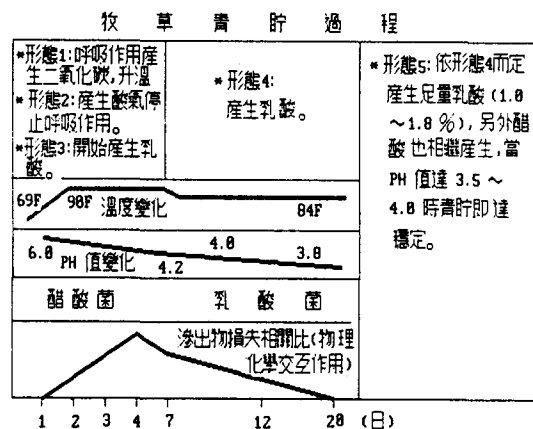 牧草青貯過程
*形態1:呼吸作用產
生二氧化碳,升溫
*形態2:產生酸氣停
止呼吸作用。
*形態3:開始產生乳
酸。
*形態4:
產生乳酸。
*形態5:依形態4而定
產生足量乳酸(1.0
~1.8%),另外醋
酸也相繼產生,當
PH 值達 3.5~
4.0 時青貯即達
穩定。
69F 90F 溫度變化 84F
6.0 PH 值變化 4.2 4.0 3.8
醋酸菌 乳酸菌
滲出物損失相關比(物理
化學交互作用)
1 2 3 4 7 12 20 (日)